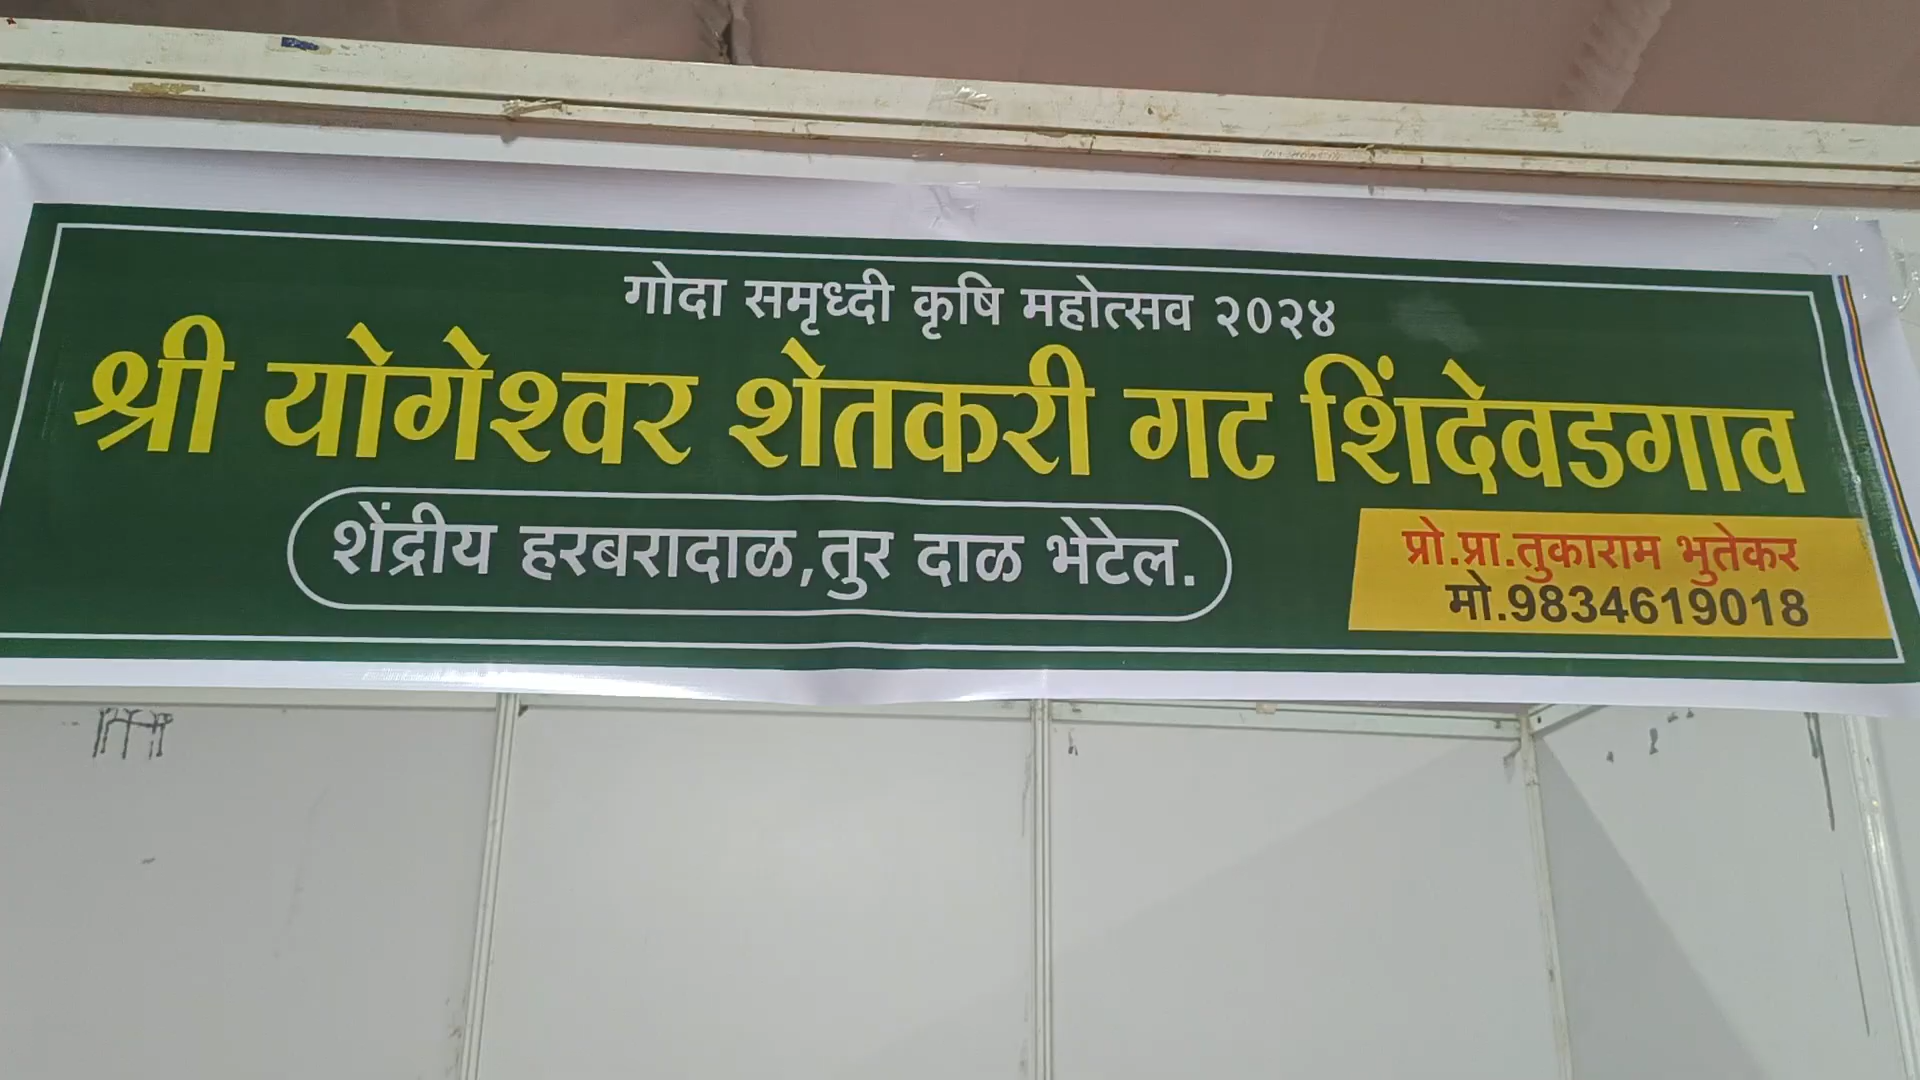 गोदा समृध्दी कृषि महोत्सव २०२४
श्री योगेश्वर शेतकरी गट शिंदेवडगाव
शेंद्रीय हरबरादाळ,तुर दाळ भेटेल.
प्रो.प्रा.तुकाराम भुतेकर
मो.9834619018